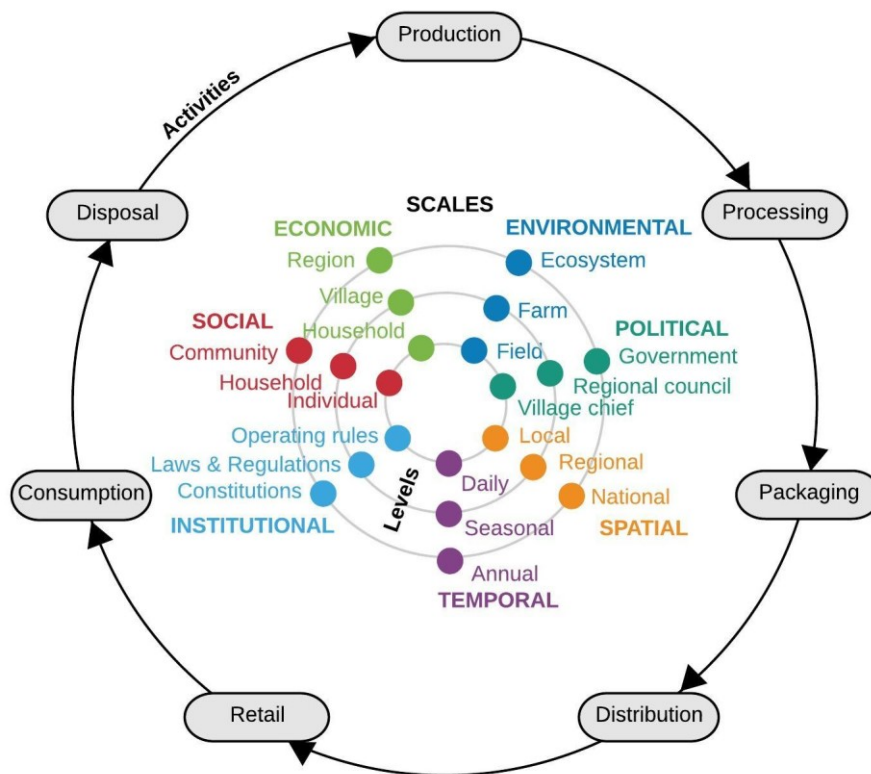 Production
Activities
Disposal
Processing
SCALES
ECONOMIC
ENVIRONMENTAL
Region
Ecosystem
Village
Farm
SOCIAL
Household
POLITICAL
Community
Field
Government
Household
Regional council
Individual
Village chief
Operating rules
Local
Laws & Regulations
Levels
Daily
Regional
Constitutions
National
INSTITUTIONAL
Seasonal
SPATIAL
Annual
TEMPORAL
Consumption
Packaging
Retail
Distribution